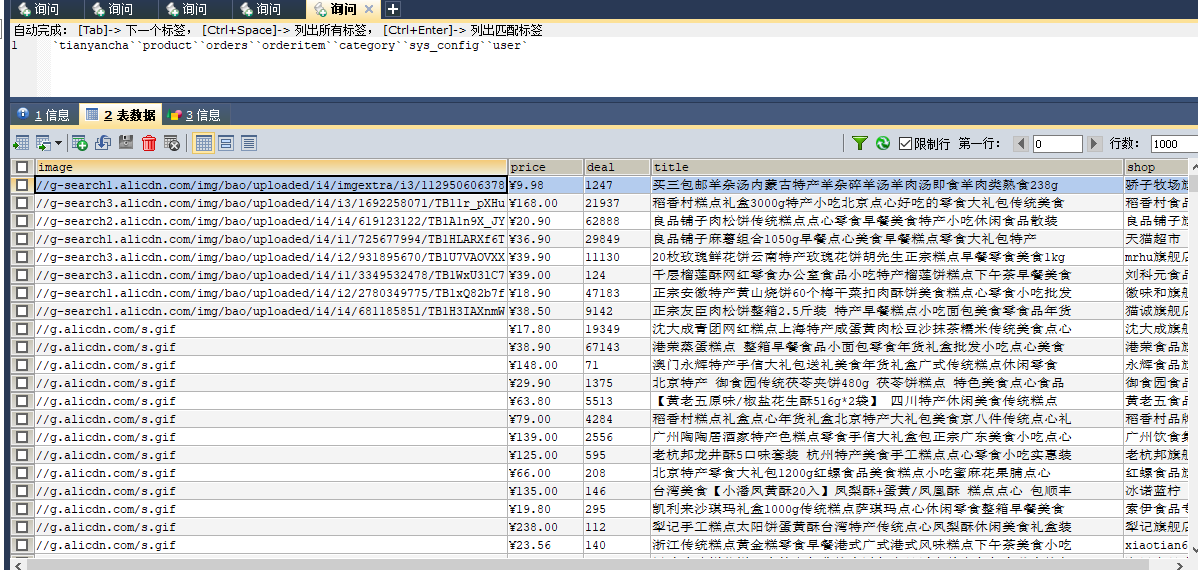 询问 询问 询问 询问 询问
自动完成： [Tab]-> 下一个标签， [Ctrl+Space]-> 列出所有标签， [Ctrl+Enter]-> 列出匹配标签
1 `tianyancha``product``orders``orderitem``category``sys_config``user`
1 信息 2 表数据 3 信息
限制行 第一行： 0 行数： 1000
image price deal title shop
//g-search1.alicdn.com/img/bao/uploaded/i4/imgextra/i3/112950606378 ¥9.98 1247 买三包邮羊杂汤内蒙古特产羊杂碎羊汤羊肉汤即食羊肉类熟食238g 骄子牧场旗
//g-search3.alicdn.com/img/bao/uploaded/i4/i3/1692258071/TB11r_pXHu ¥168.00 21937 稻香村糕点礼盒3000g特产小吃北京点心好吃的零食大礼包传统美食 稻香村食品
//g-search2.alicdn.com/img/bao/uploaded/i4/i4/619123122/TB1Aln9X_JY ¥20.90 62888 良品铺子肉松饼传统糕点点心零食早餐美食特产小吃休闲食品散装 良品铺子旗
//g-search1.alicdn.com/img/bao/uploaded/i4/i1/725677994/TB1HLARXf6T ¥36.90 29849 良品铺子麻薯组合1050g早餐点心美食早餐糕点零食大礼包特产 天猫超市
//g-search3.alicdn.com/img/bao/uploaded/i4/i2/931895670/TB1U7VAOVXX ¥39.90 11130 20枚玫瑰鲜花饼云南特产玫瑰花饼胡先生正宗糕点早餐零食美食1kg mrhu旗舰店
//g-search1.alicdn.com/img/bao/uploaded/i4/i1/3349532478/TB1WxU31C7 ¥39.00 124 千层榴莲酥网红零食办公室食品小吃特产榴莲饼糕点下午茶早餐美食 刘科元食品
//g-search1.alicdn.com/img/bao/uploaded/i4/i2/2780349775/TB1xQ82b7f ¥18.90 47183 正宗安徽特产黄山烧饼60个梅干菜扣肉酥饼美食糕点心零食小吃批发 徽味和旗舰
//g-search1.alicdn.com/img/bao/uploaded/i4/i4/681185851/TB1H3IAXnmW ¥38.50 9142 正宗友臣肉松饼整箱2.5斤装 特产早餐糕点小吃面包美食零食品年货 猫诚旗舰店
//g.alicdn.com/s.gif ¥17.80 19349 沈大成青团网红糕点上海特产咸蛋黄肉松豆沙抹茶糯米传统美食点心 沈大成旗
//g.alicdn.com/s.gif ¥38.90 67143 港荣蒸蛋糕点 整箱早餐食品小面包零食年货礼盒批发小吃点心美食 港荣食品旗
//g.alicdn.com/s.gif ¥148.00 71 澳门永辉特产手信大礼包送礼美食年货礼盒广式传统糕点休闲零食 永辉食品旗
//g.alicdn.com/s.gif ¥29.90 1375 北京特产 御食园传统茯苓夹饼480g 茯苓饼糕点 特色美食点心食品 御食园食品
//g.alicdn.com/s.gif ¥63.80 5513 【黄老五原味/椒盐花生酥516g*2袋】 四川特产休闲美食传统糕点 黄老五食品
//g.alicdn.com/s.gif ¥79.00 4284 稻香村糕点礼盒点心年货礼盒北京特产大礼包美食京八件传统点心礼 稻香村品牌
//g.alicdn.com/s.gif ¥139.00 2556 广州陶陶居酒家特产色糕点零食手信大礼盒包正宗广东美食小吃点心 广州饮食集
//g.alicdn.com/s.gif ¥125.00 595 老杭邦龙井酥5口味套装 杭州特产美食手工糕点点心零食小吃实惠装 老杭邦旗舰
//g.alicdn.com/s.gif ¥66.00 208 北京特产零食大礼包1200g红螺食品美食糕点小吃蜜麻花果脯点心 红螺食品旗
//g.alicdn.com/s.gif ¥135.00 146 台湾美食【小潘凤黄酥20入】凤梨酥+蛋黄/凤凰酥 糕点点心 包顺丰 冰诺蓝柠
//g.alicdn.com/s.gif ¥19.80 295 凯利来沙琪玛礼盒1000g传统糕点萨琪玛点心休闲零食整箱早餐美食 索伊食品专
//g.alicdn.com/s.gif ¥238.00 112 犁记手工糕点太阳饼蛋黄酥台湾特产传统点心凤梨酥休闲美食礼盒装 犁记旗舰店
//g.alicdn.com/s.gif ¥23.56 140 浙江传统糕点黄金糕零食早餐港式广式港式风味糕点下午茶美食小吃 xiaotian6